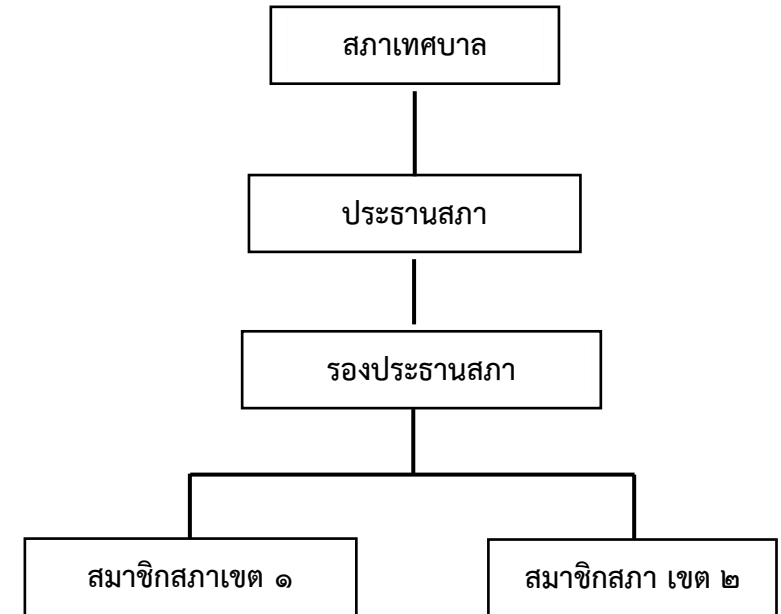 สภาเทศบาล
ประธานสภา
รองประธานสภา
สมาชิกสภาเขต ๑
สมาชิกสภา เขต ๒